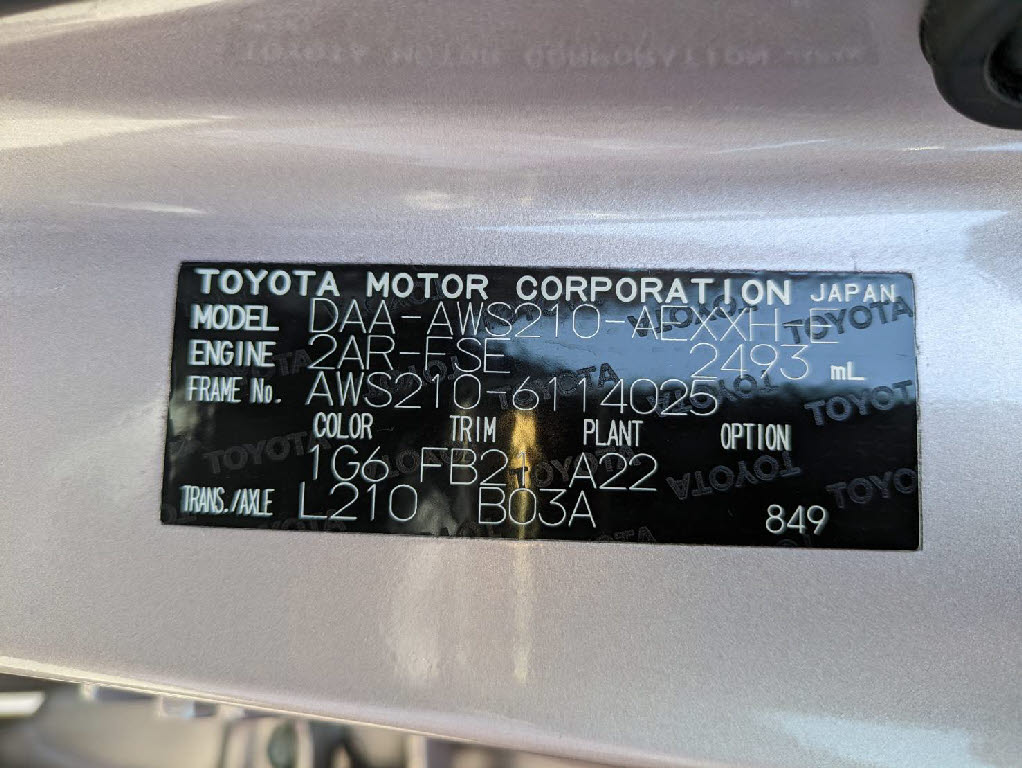 TOYOTA MOTOR CORPORATION JAPAN
MODEL DAA-AWS210-AEXXH-E
ENGINE 2AR-FSE 2493 mL
FRAME No. AWS210-6114025
COLOR TRIM PLANT OPTION
1G6 FB21 A22
TRANS./AXLE L210 B03A
849